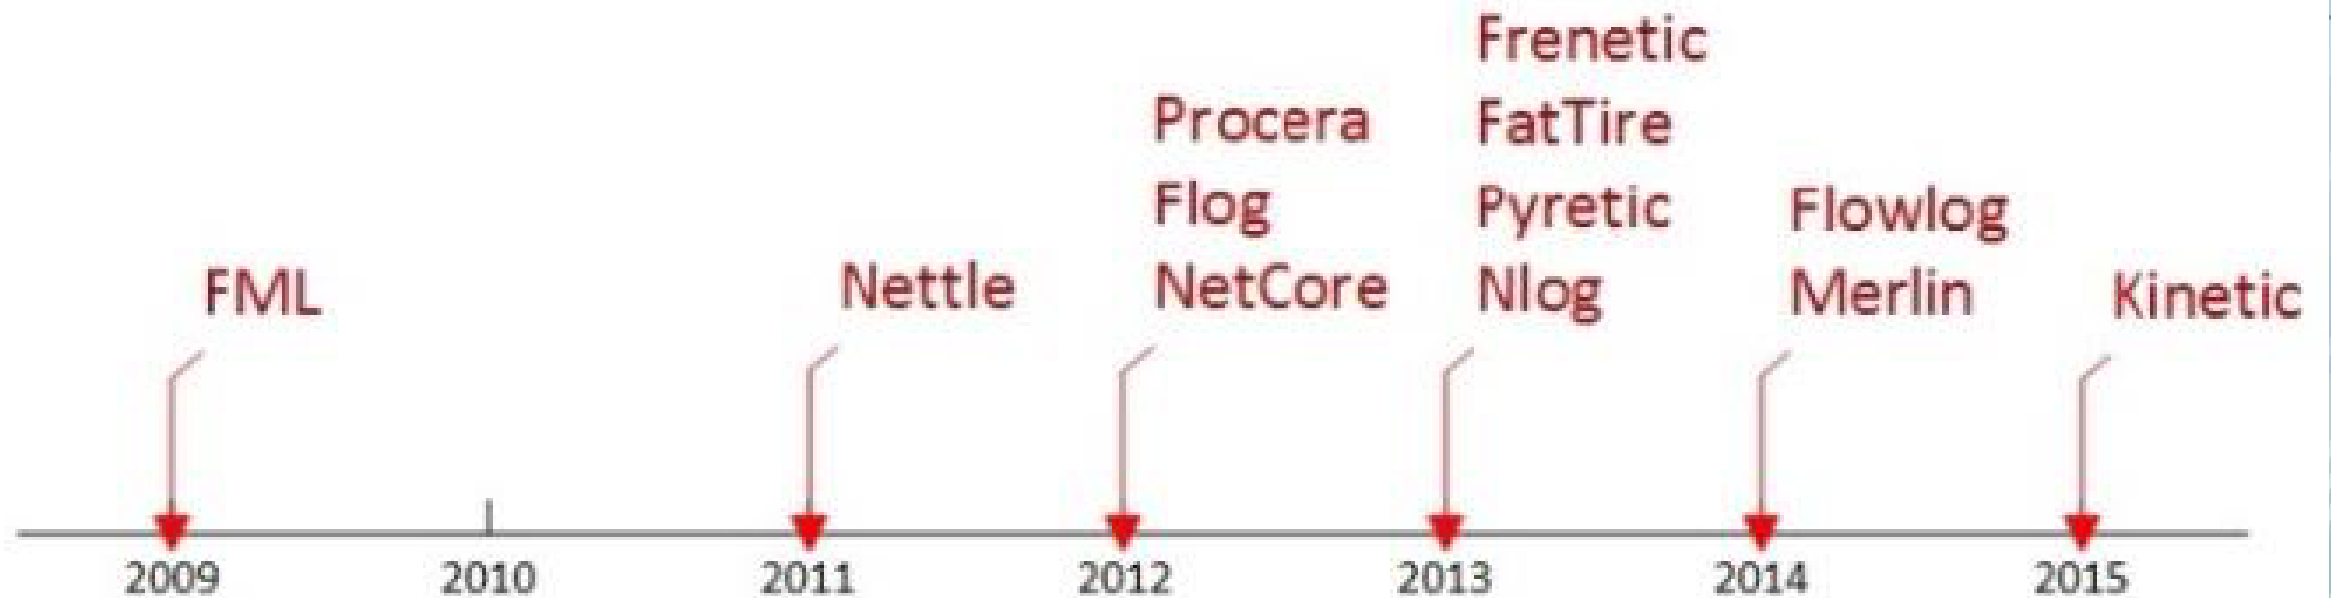 FML
Nettle
Procera
Flog
NetCore
Frenetic
FatTire
Pyretic
Nlog
Flowlog
Merlin
Kinetic
2009 2010 2011 2012 2013 2014 2015